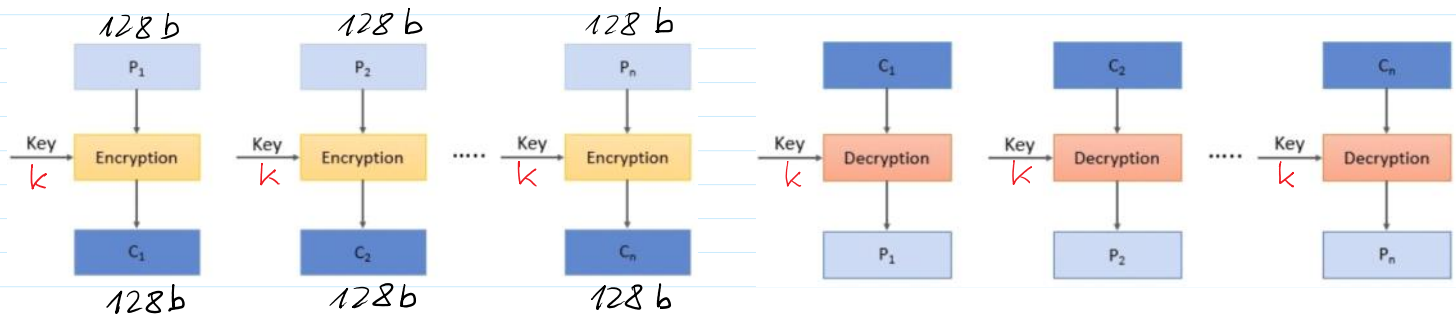 128 b 128 b 128 b
P₁ P₂ Pₙ C₁ C₂ Cₙ
Key Encryption Key Encryption ..... Key Encryption Key Decryption Key Decryption ..... Key Decryption
k k k k k k
C₁ C₂ Cₙ P₁ P₂ Pₙ
128b 128b 128 b